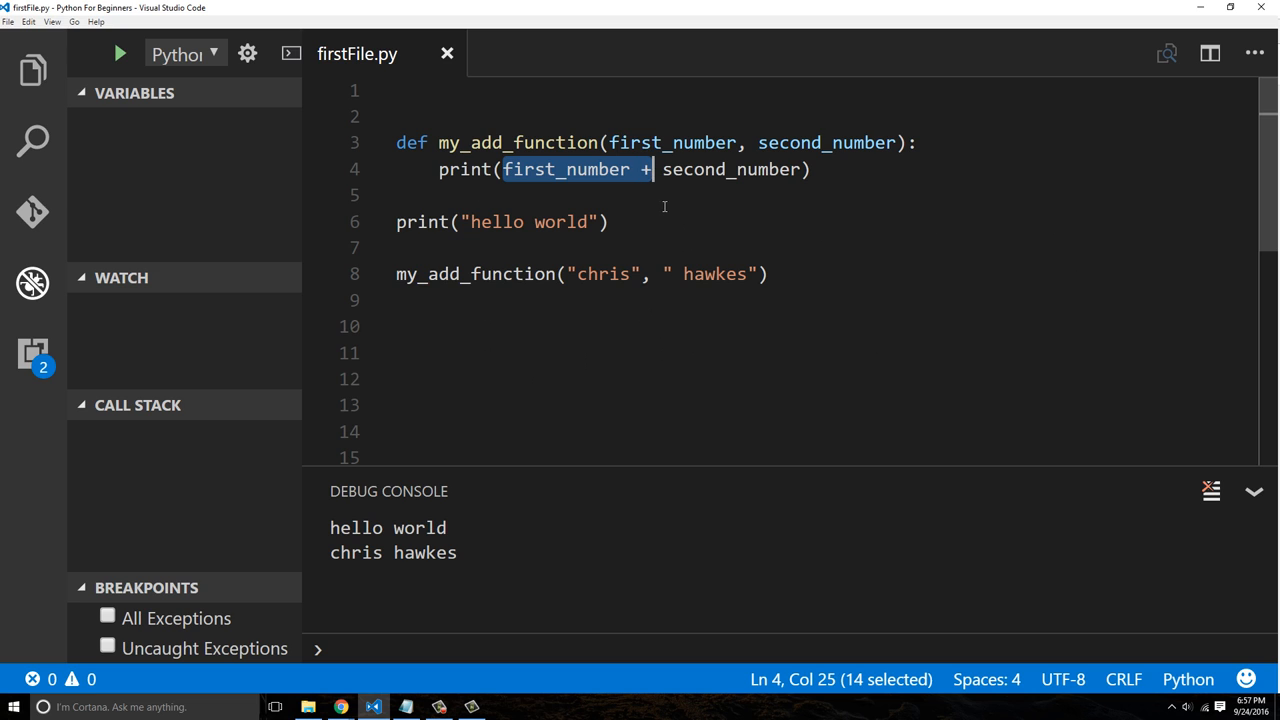 firstFile.py - Python For Beginners - Visual Studio Code
File Edit View Go Help
Python
firstFile.py
VARIABLES
WATCH
CALL STACK
BREAKPOINTS
All Exceptions
Uncaught Exceptions
2
1
2
3 def my_add_function(first_number, second_number):
4 print(first_number + second_number)
5
6 print("hello world")
7
8 my_add_function("chris", " hawkes")
9
10
11
12
13
14
15
DEBUG CONSOLE
hello world
chris hawkes
0 0 Ln 4, Col 25 (14 selected) Spaces: 4 UTF-8 CRLF Python
I'm Cortana. Ask me anything.
6:57 PM
9/24/2016